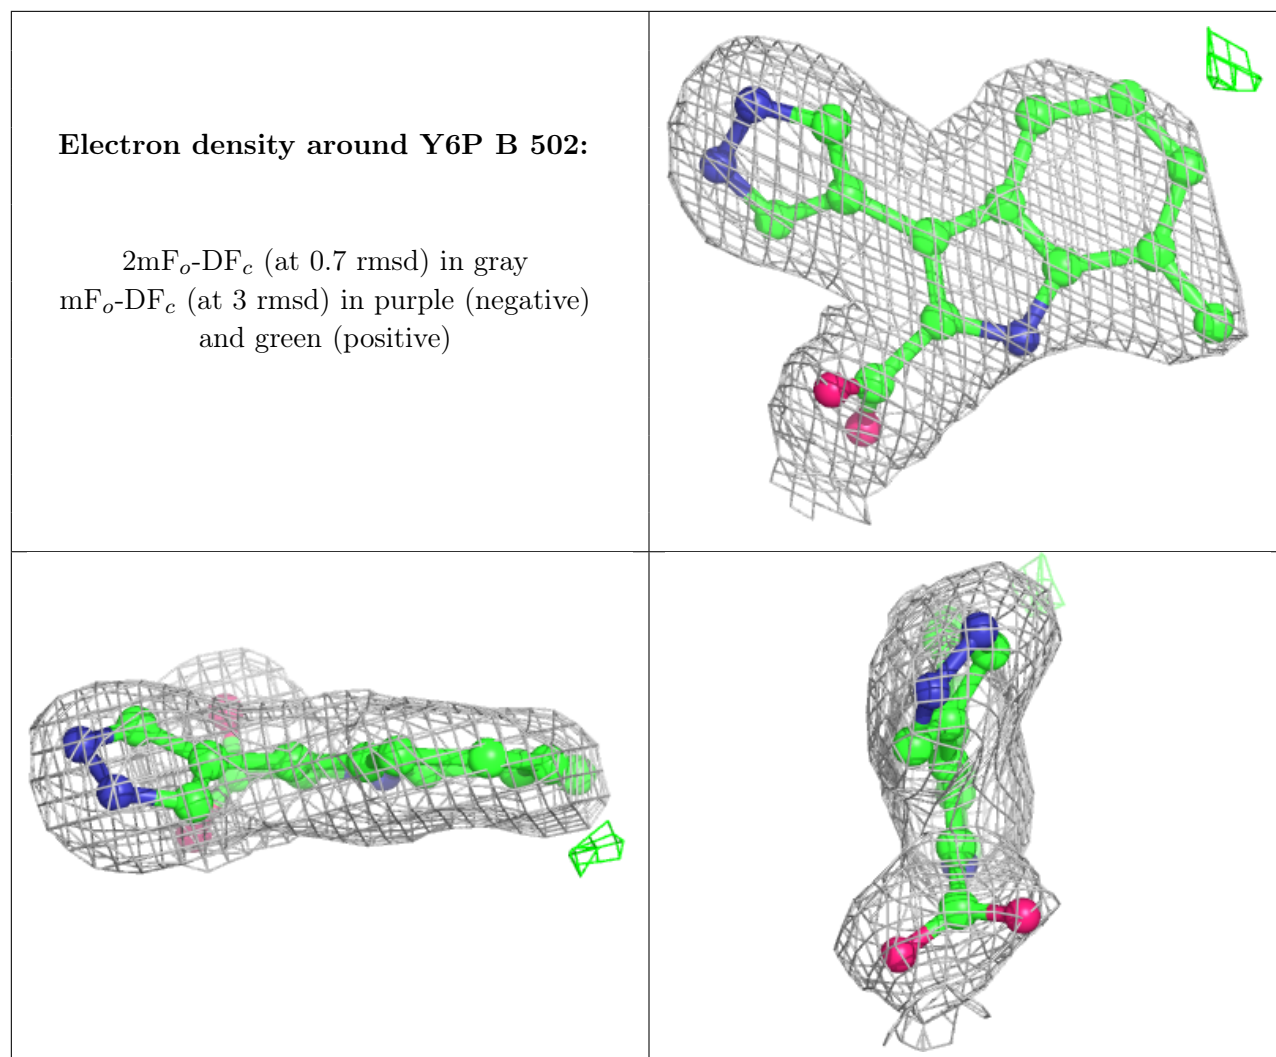 Electron density around Y6P B 502:
2mFo-DFc (at 0.7 rmsd) in gray
mFo-DFc (at 3 rmsd) in purple (negative)
and green (positive)